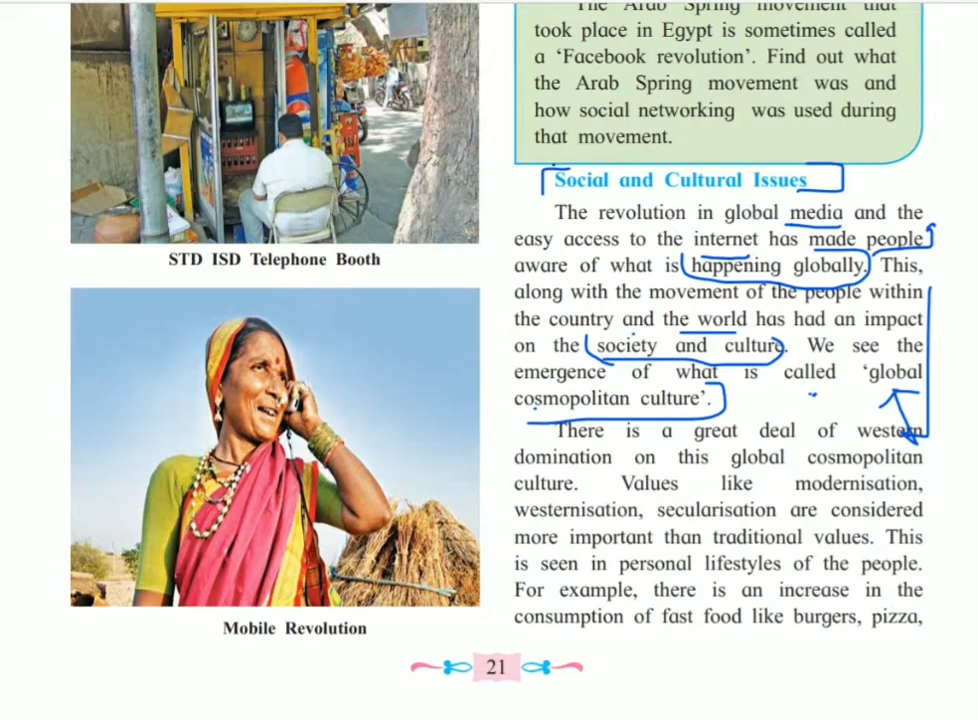 The Arab Spring movement that
took place in Egypt is sometimes called
a ‘Facebook revolution’. Find out what
the Arab Spring movement was and
how social networking was used during
that movement.
Social and Cultural Issues
The revolution in global media and the
easy access to the internet has made people
aware of what is happening globally. This,
along with the movement of the people within
the country and the world has had an impact
on the society and culture. We see the
emergence of what is called ‘global
cosmopolitan culture’.
There is a great deal of western
domination on this global cosmopolitan
culture. Values like modernisation,
westernisation, secularisation are considered
more important than traditional values. This
is seen in personal lifestyles of the people.
For example, there is an increase in the
consumption of fast food like burgers, pizza,
STD ISD Telephone Booth
Mobile Revolution
21